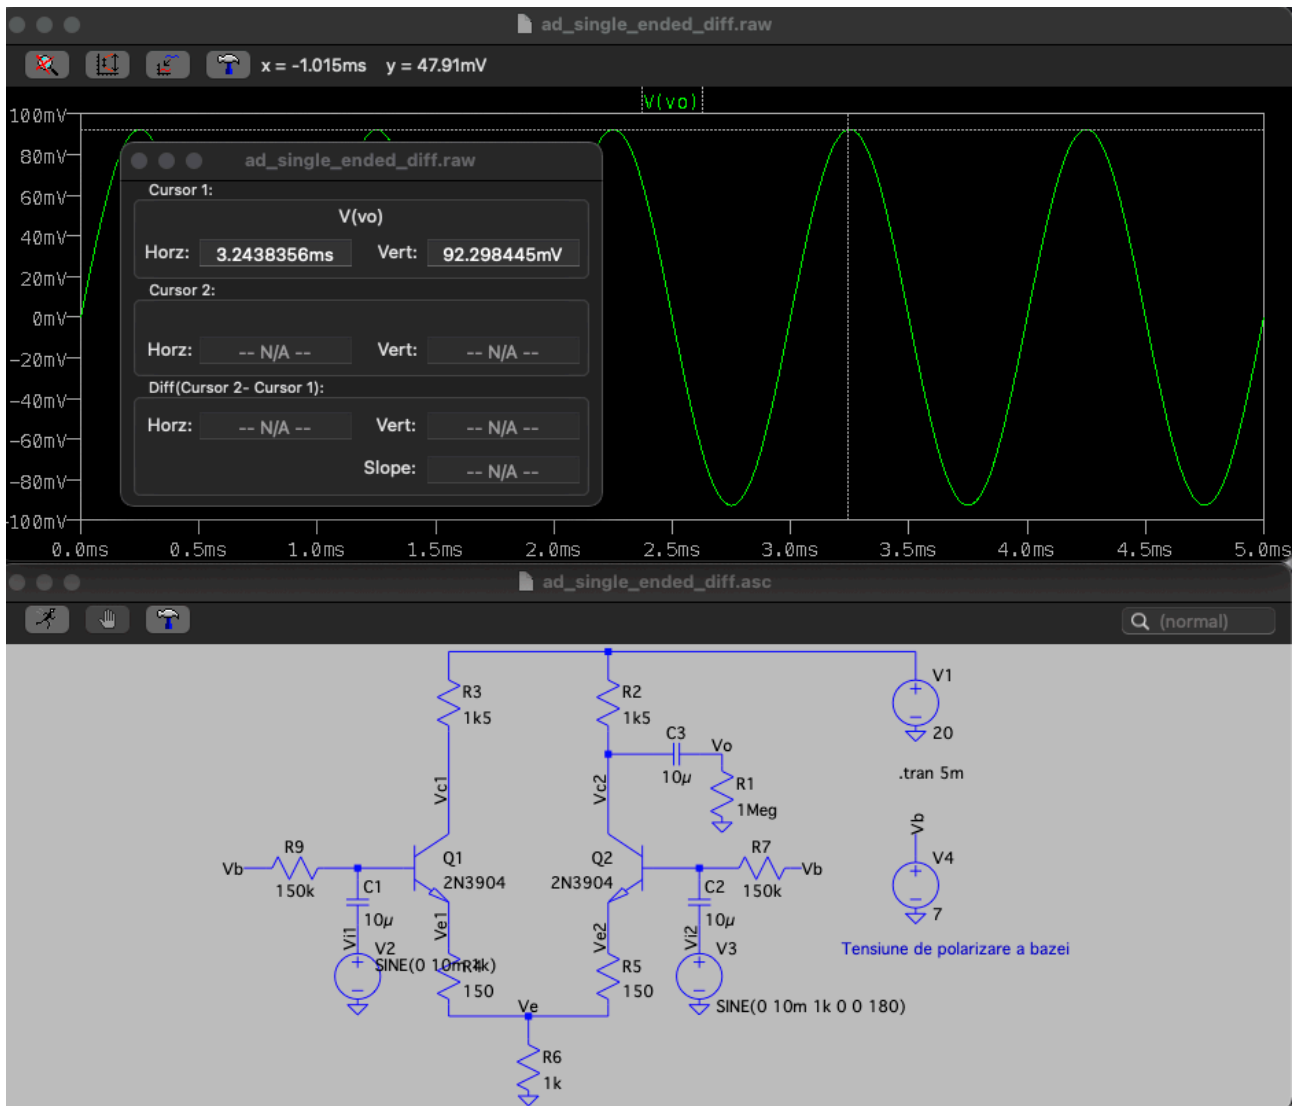 ad_single_ended_diff.raw
x = -1.015ms y = 47.91mV
V(vo)
100mV
80mV
60mV
40mV
20mV
0mV
-20mV
-40mV
-60mV
-80mV
-100mV
0.0ms 0.5ms 1.0ms 1.5ms 2.0ms 2.5ms 3.0ms 3.5ms 4.0ms 4.5ms 5.0ms
ad_single_ended_diff.raw
Cursor 1:
V(vo)
Horz: 3.2438356ms Vert: 92.298445mV
Cursor 2:
Horz: -- N/A -- Vert: -- N/A --
Diff(Cursor 2- Cursor 1):
Horz: -- N/A -- Vert: -- N/A --
Slope: -- N/A --
ad_single_ended_diff.asc
(normal)
R3
1k5
R2
1k5
V1
20
C3
10µ
Vo
R1
1Meg
.tran 5m
Vc1
Vc2
Vb
R9
150k
Vb
Q1
2N3904
Q2
2N3904
R7
150k
Vb
V4
7
C1
10µ
C2
10µ
Vi1
Ve1
Ve2
Vi2
V2
SINE(0 10m 1k)
R4
150
R5
150
V3
SINE(0 10m 1k 0 0 180)
Tensiune de polarizare a bazei
Ve
R6
1k